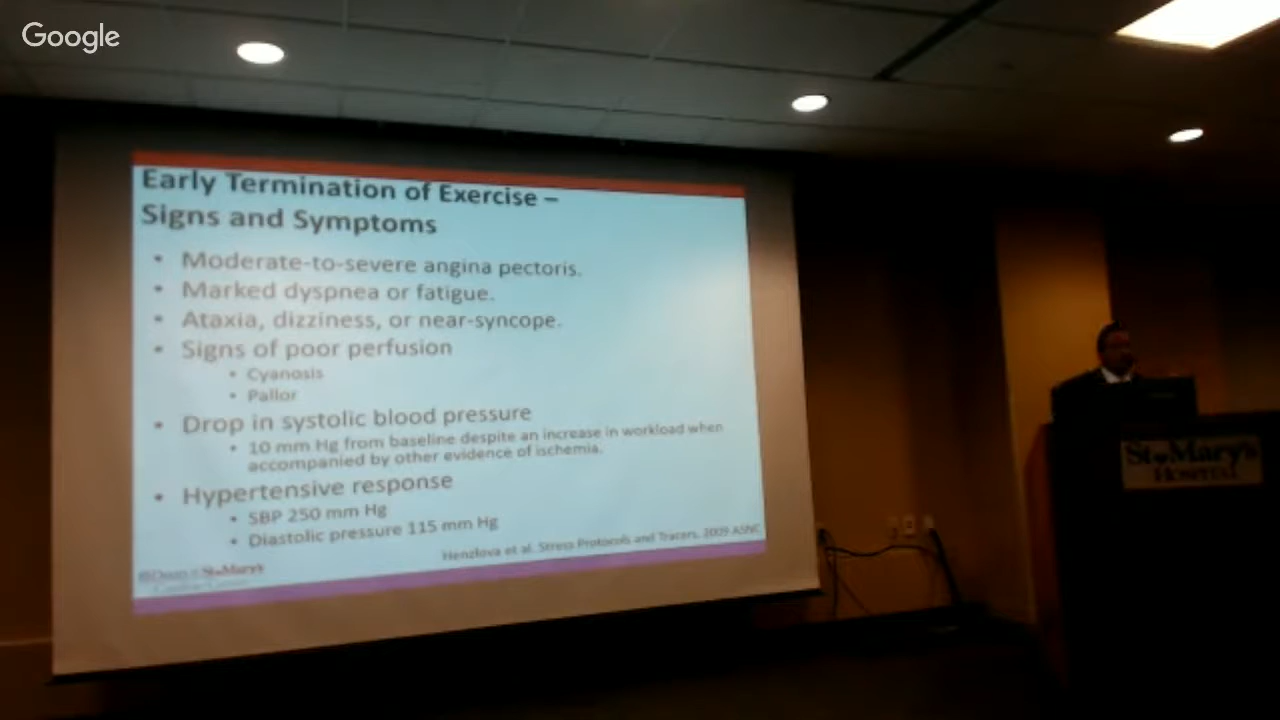 Google
Early Termination of Exercise –
Signs and Symptoms
• Moderate-to-severe angina pectoris.
• Marked dyspnea or fatigue.
• Ataxia, dizziness, or near-syncope.
• Signs of poor perfusion
• Cyanosis
• Pallor
• Drop in systolic blood pressure
• 10 mm Hg from baseline despite an increase in workload when
accompanied by other evidence of ischemia.
• Hypertensive response
• SBP 250 mm Hg
• Diastolic pressure 115 mm Hg
Henzlova et al. Stress Protocols and Tracers. 2009 ASNC
St. Mary's
St. Mary's
Hospital